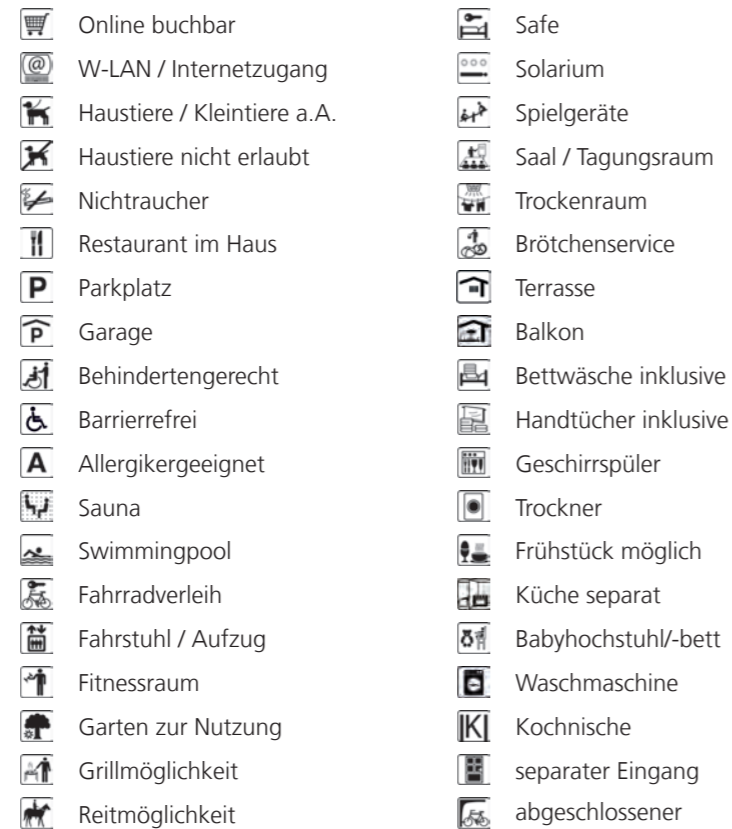 Online buchbar
W-LAN / Internetzugang
Haustiere / Kleintiere a.A.
Haustiere nicht erlaubt
Nichtraucher
Restaurant im Haus
P Parkplatz
P Garage
Behindertengerecht
Barrierrefrei
A Allergikergeeignet
Sauna
Swimmingpool
Fahrradverleih
Fahrstuhl / Aufzug
Fitnessraum
Garten zur Nutzung
Grillmöglichkeit
Reitmöglichkeit
Safe
Solarium
Spielgeräte
Saal / Tagungsraum
Trockenraum
Brötchenservice
Terrasse
Balkon
Bettwäsche inklusive
Handtücher inklusive
Geschirrspüler
Trockner
Frühstück möglich
Küche separat
Babyhochstuhl/-bett
Waschmaschine
K Kochnische
separater Eingang
abgeschlossener